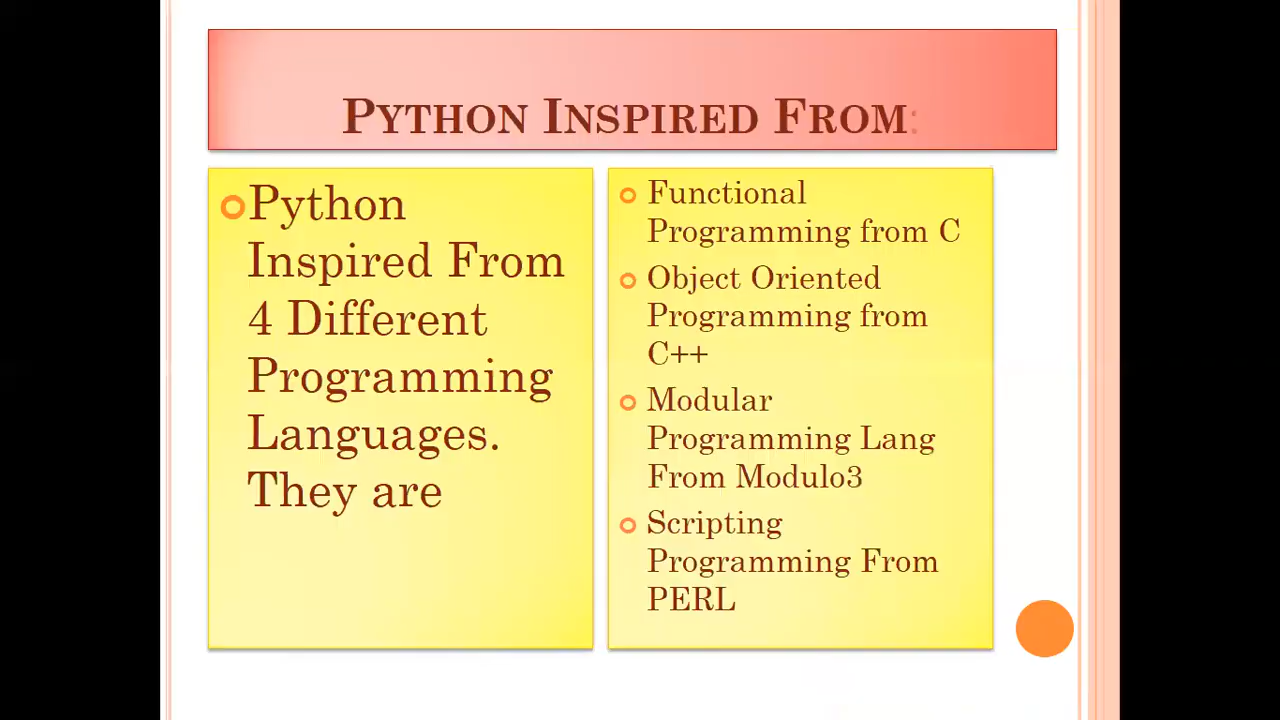 PYTHON INSPIRED FROM:
Python
Inspired From
4 Different
Programming
Languages.
They are
Functional
Programming from C
Object Oriented
Programming from
C++
Modular
Programming Lang
From Modulo3
Scripting
Programming From
PERL